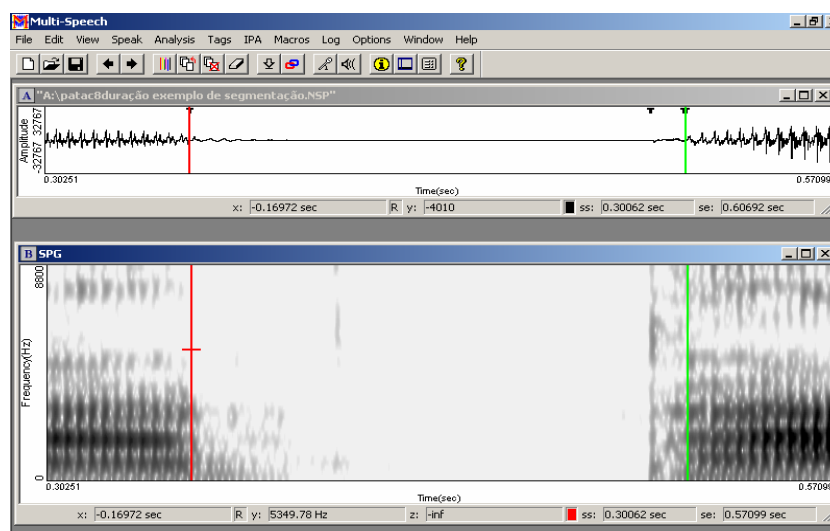 Multi-Speech
File Edit View Speak Analysis Tags IPA Macros Log Options Window Help
A "A:\patac8duração exemplo de segmentação.NSP"
Amplitude
-32767 32767
0.30251 0.57099
Time(sec)
x: -0.16972 sec R y: -4010 ss: 0.30062 sec se: 0.60692 sec
B SPG
Frequency(Hz)
8800
0
0.30251 0.57099
Time(sec)
x: -0.16972 sec R y: 5349.78 Hz z: -inf ss: 0.30062 sec se: 0.57099 sec